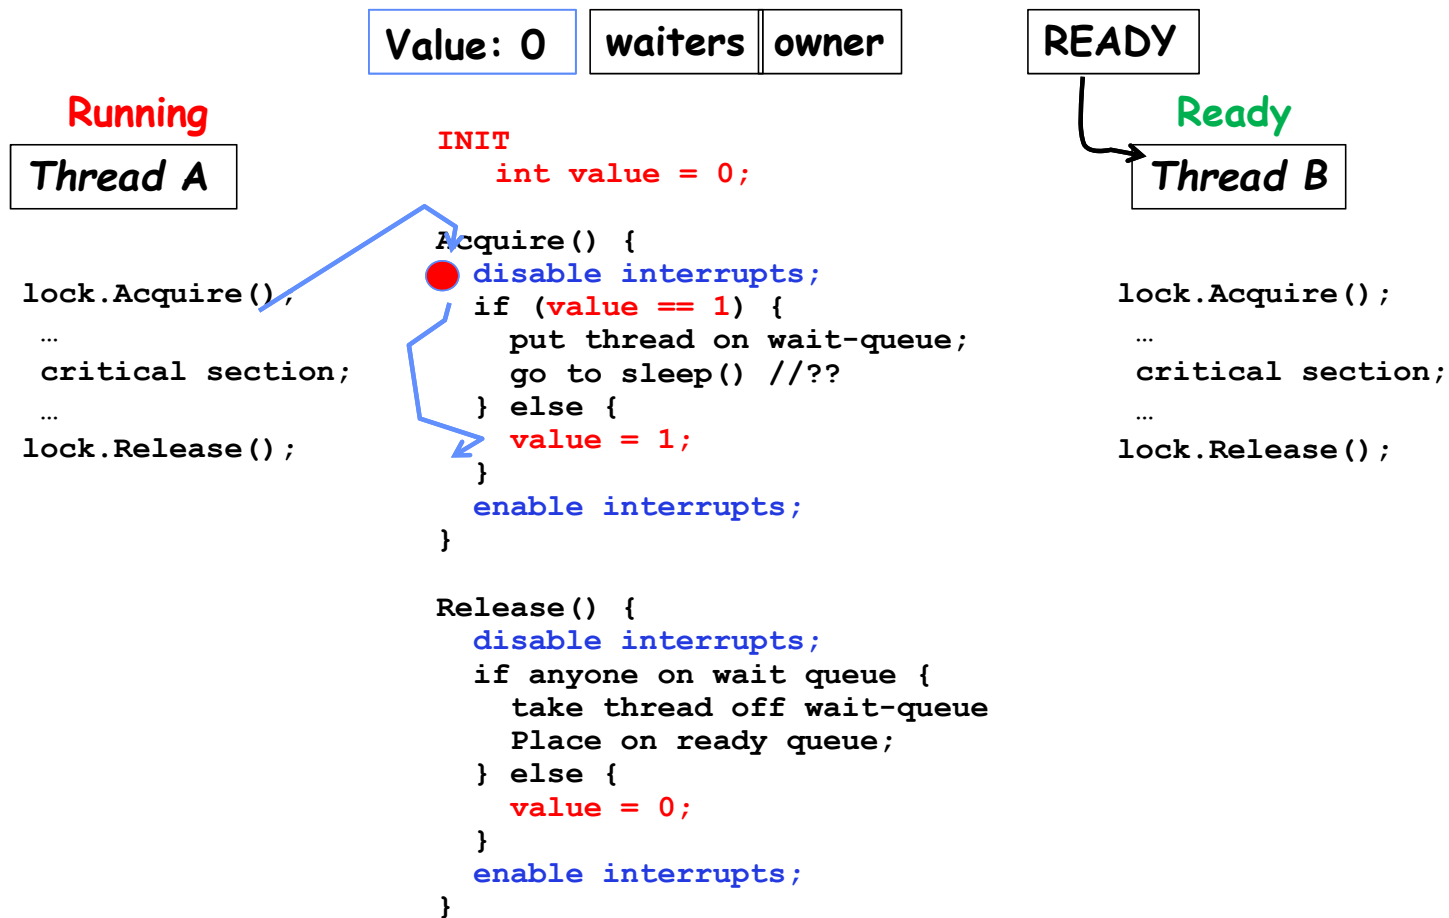 Value: 0 waiters owner READY
Running
Ready
Thread A
Thread B
INIT
int value = 0;
Acquire() {
disable interrupts;
if (value == 1) {
put thread on wait-queue;
go to sleep() //??
} else {
value = 1;
}
enable interrupts;
}
Release() {
disable interrupts;
if anyone on wait queue {
take thread off wait-queue
Place on ready queue;
} else {
value = 0;
}
enable interrupts;
}
lock.Acquire();
…
critical section;
…
lock.Release();
lock.Acquire();
…
critical section;
…
lock.Release();